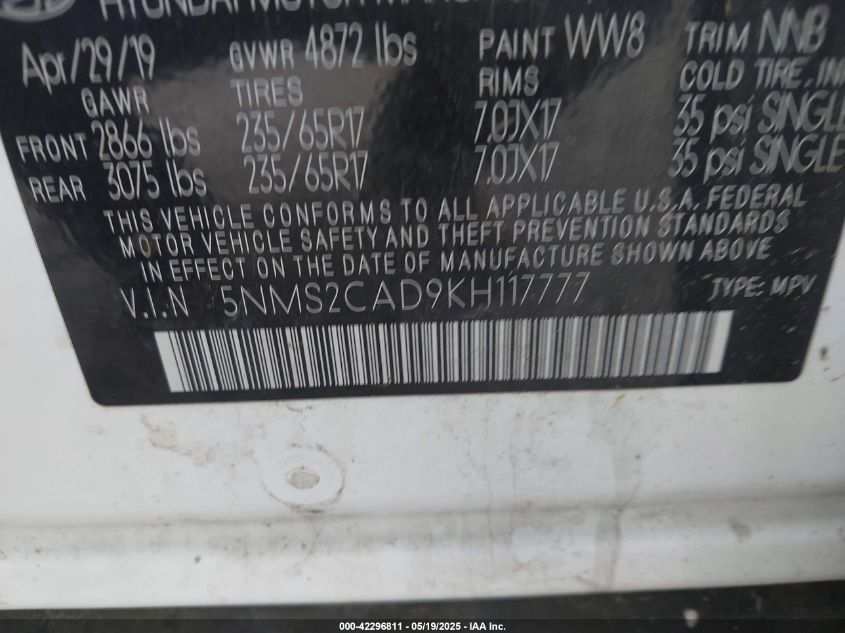 HYUNDAI MOTOR
Apr/29/19 GVWR 4872 lbs PAINT WW8 TRIM NNB
GAWR TIRES RIMS COLD TIRE. IN
FRONT 2866 lbs 235/65R17 7.0JX17 35 psi SINGLE
REAR 3075 lbs 235/65R17 7.0JX17 35 psi SINGLE
THIS VEHICLE CONFORMS TO ALL APPLICABLE U.S.A. FEDERAL
MOTOR VEHICLE SAFETY AND THEFT PREVENTION STANDARDS
IN EFFECT ON THE DATE OF MANUFACTURE SHOWN ABOVE
V.I.N 5NMS2CAD9KH117777 TYPE: MPV
000-42296811 - 05/19/2025 - IAA Inc.